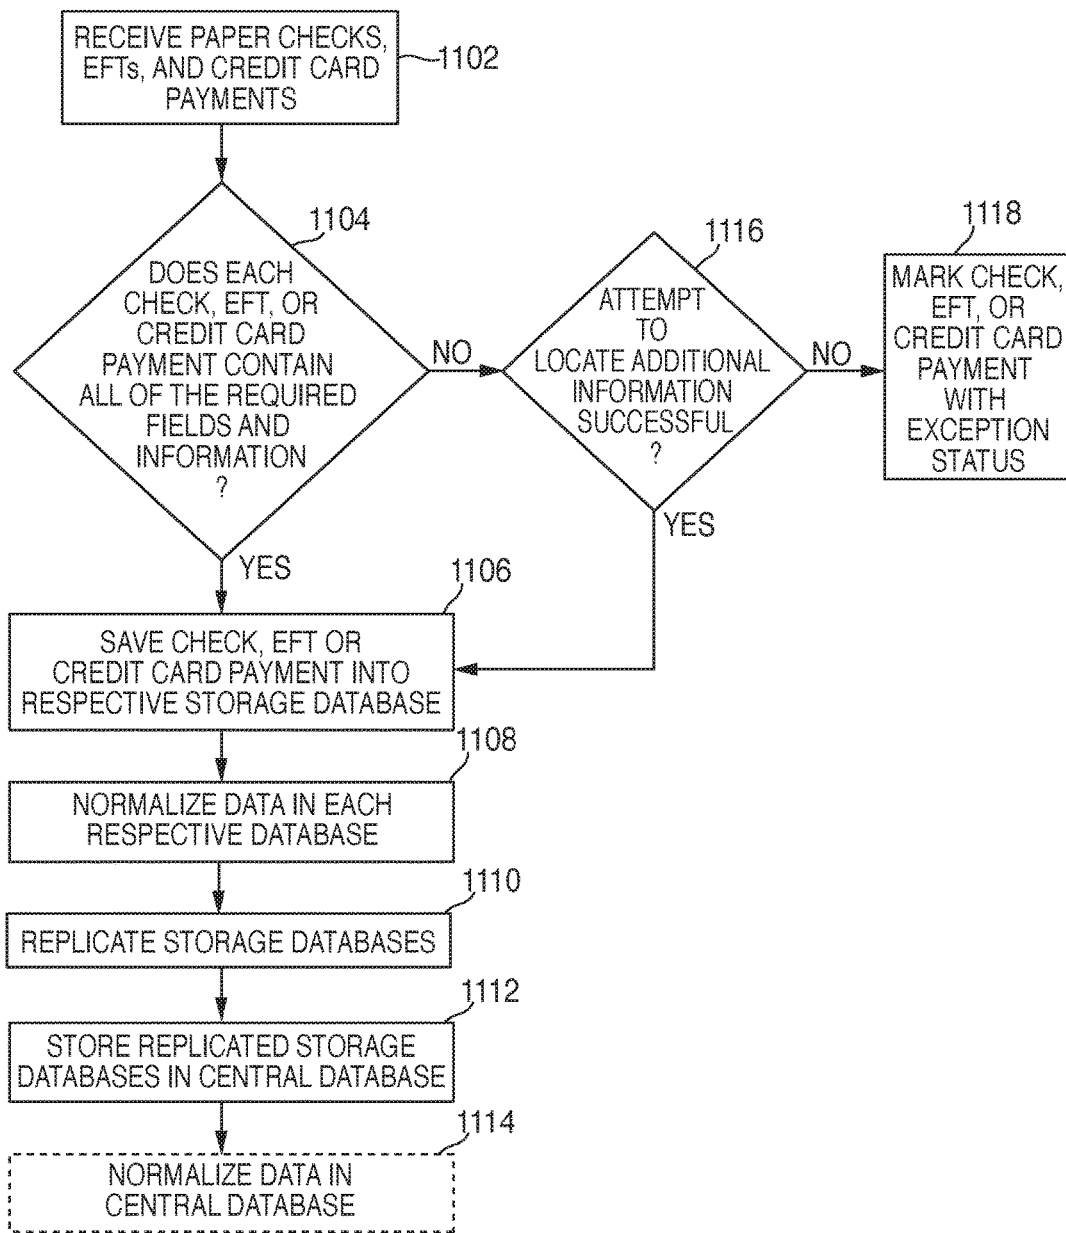 RECEIVE PAPER CHECKS,
EFTs, AND CREDIT CARD
PAYMENTS
1102
1104
DOES EACH
CHECK, EFT, OR
CREDIT CARD
PAYMENT CONTAIN
ALL OF THE REQUIRED
FIELDS AND
INFORMATION
?
NO
YES
1116
ATTEMPT
TO
LOCATE ADDITIONAL
INFORMATION
SUCCESSFUL
?
NO
YES
1118
MARK CHECK,
EFT, OR
CREDIT CARD
PAYMENT
WITH
EXCEPTION
STATUS
1106
SAVE CHECK, EFT OR
CREDIT CARD PAYMENT INTO
RESPECTIVE STORAGE DATABASE
1108
NORMALIZE DATA IN EACH
RESPECTIVE DATABASE
1110
REPLICATE STORAGE DATABASES
1112
STORE REPLICATED STORAGE
DATABASES IN CENTRAL DATABASE
1114
NORMALIZE DATA IN
CENTRAL DATABASE